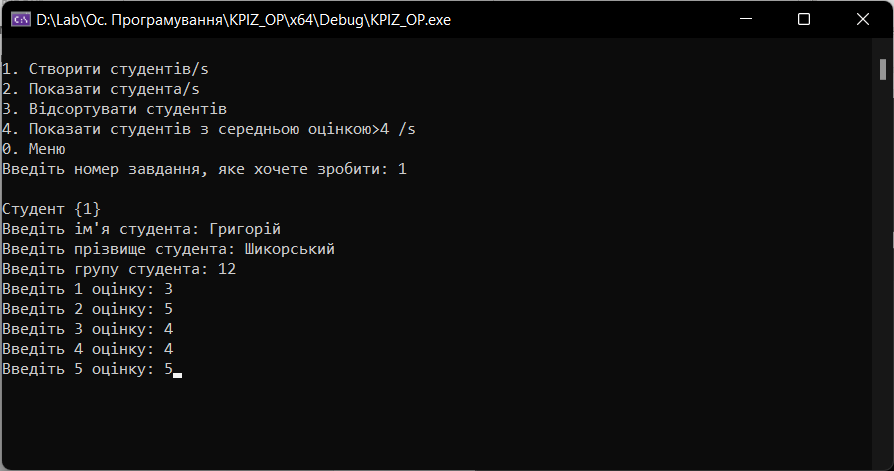 D:\Lab\Ос. Програмування\KPIZ_OP\x64\Debug\KPIZ_OP.exe
1. Створити студентів/s
2. Показати студента/s
3. Відсортувати студентів
4. Показати студентів з середньою оцінкою>4 /s
0. Меню
Введіть номер завдання, яке хочете зробити: 1
Студент {1}
Введіть ім'я студента: Григорій
Введіть прізвище студента: Шикорський
Введіть групу студента: 12
Введіть 1 оцінку: 3
Введіть 2 оцінку: 5
Введіть 3 оцінку: 4
Введіть 4 оцінку: 4
Введіть 5 оцінку: 5